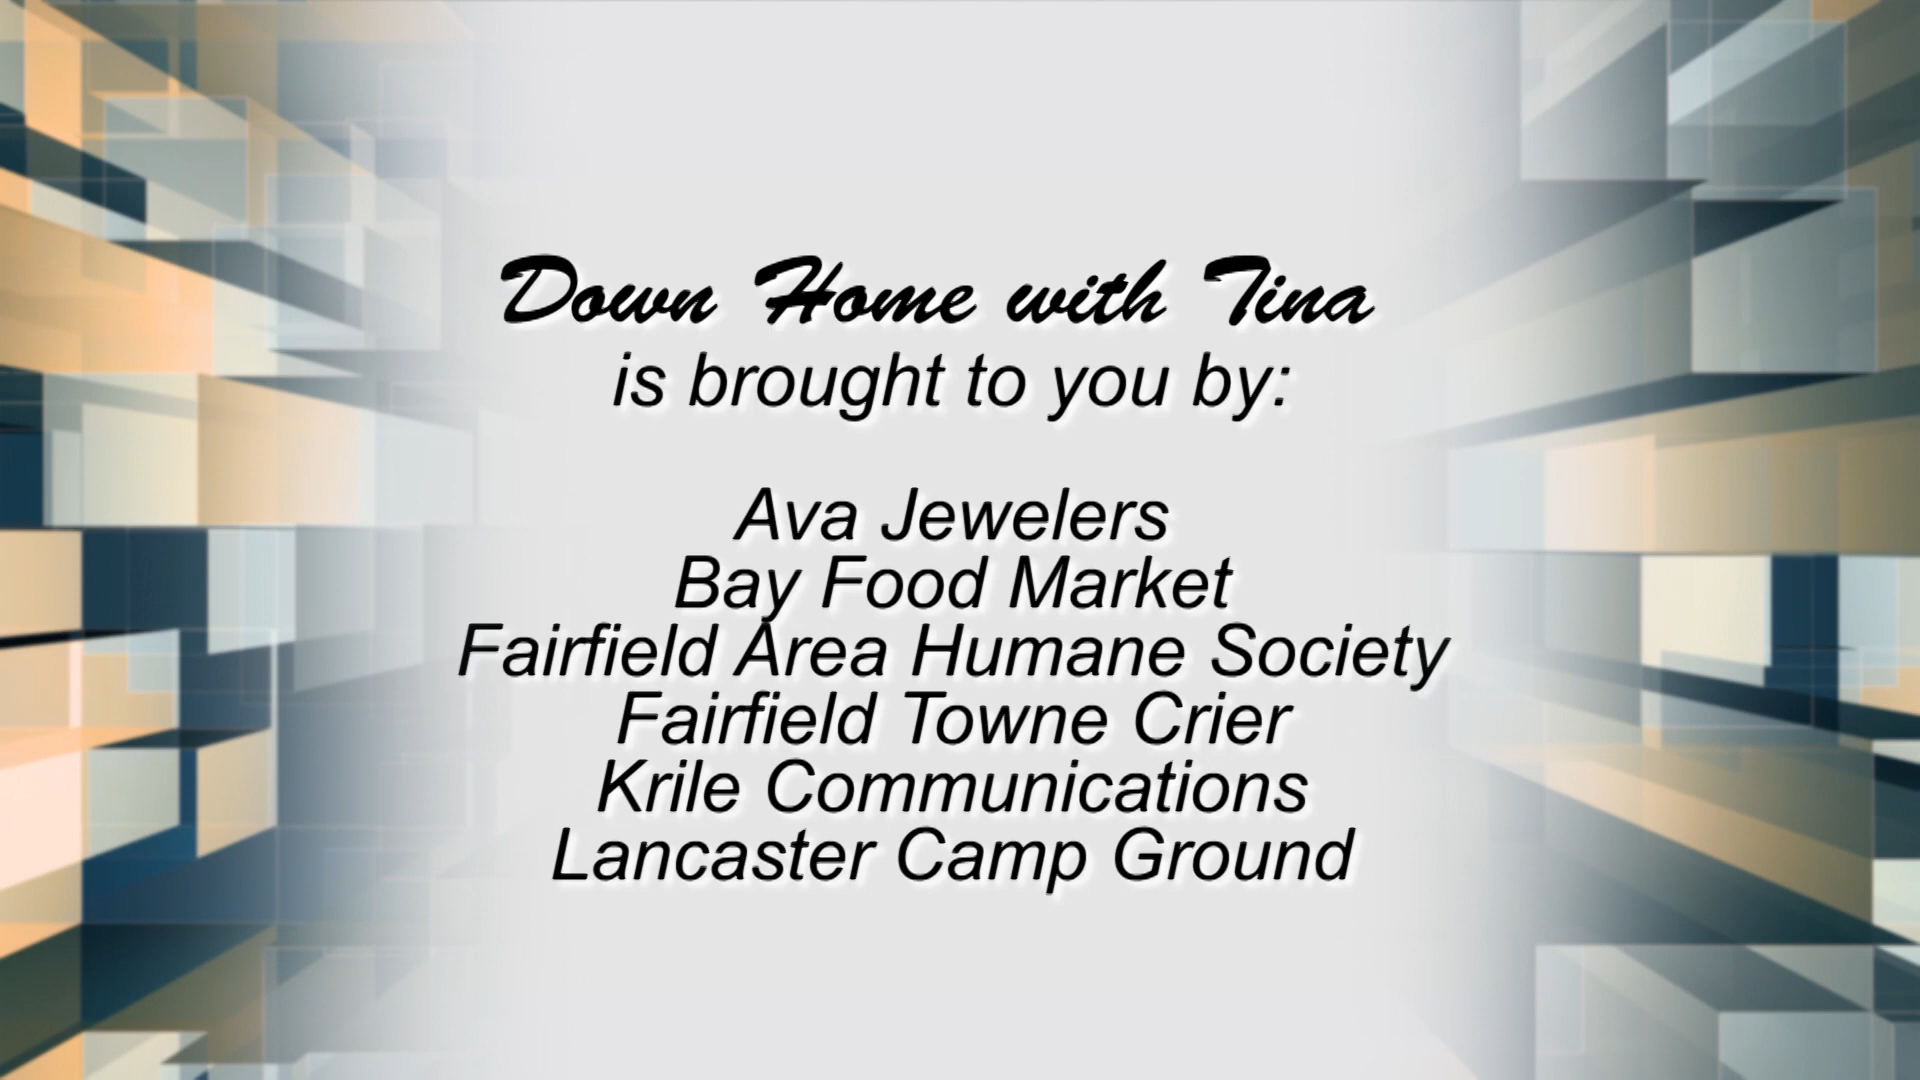 Down Home with Tina
is brought to you by:
Ava Jewelers
Bay Food Market
Fairfield Area Humane Society
Fairfield Towne Crier
Krile Communications
Lancaster Camp Ground